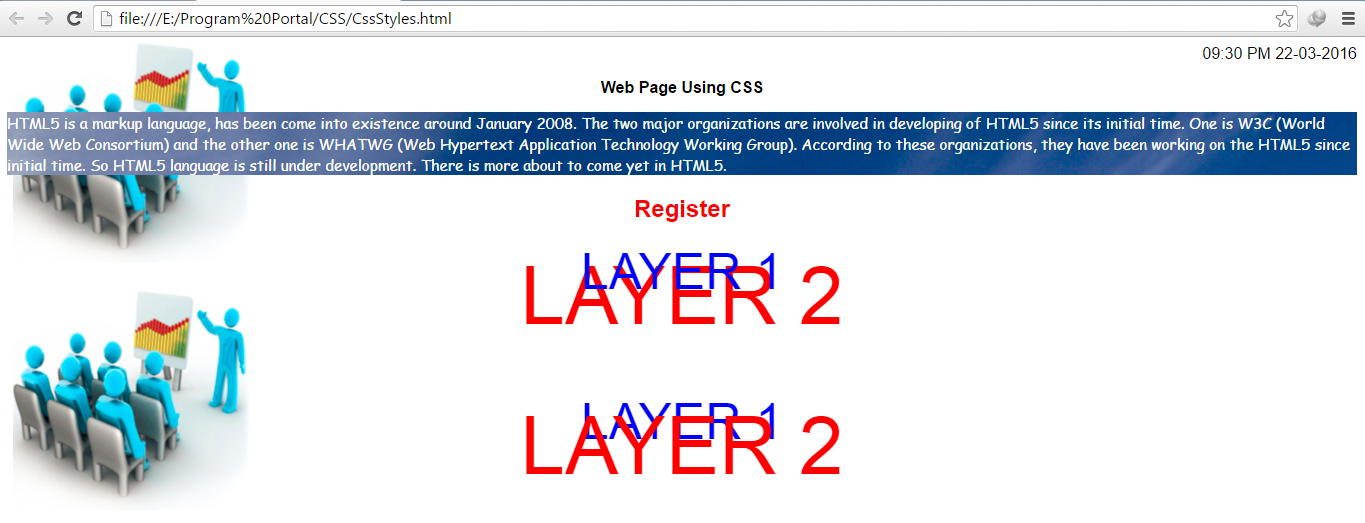 file:///E:/Program%20Portal/CSS/CssStyles.html
09:30 PM 22-03-2016
Web Page Using CSS
HTML5 is a markup language, has been come into existence around January 2008. The two major organizations are involved in developing of HTML5 since its initial time. One is W3C (World
Wide Web Consortium) and the other one is WHATWG (Web Hypertext Application Technology Working Group). According to these organizations, they have been working on the HTML5 since
initial time. So HTML5 language is still under development. There is more about to come yet in HTML5.
Register
LAYER 1
LAYER 2
LAYER 1
LAYER 2